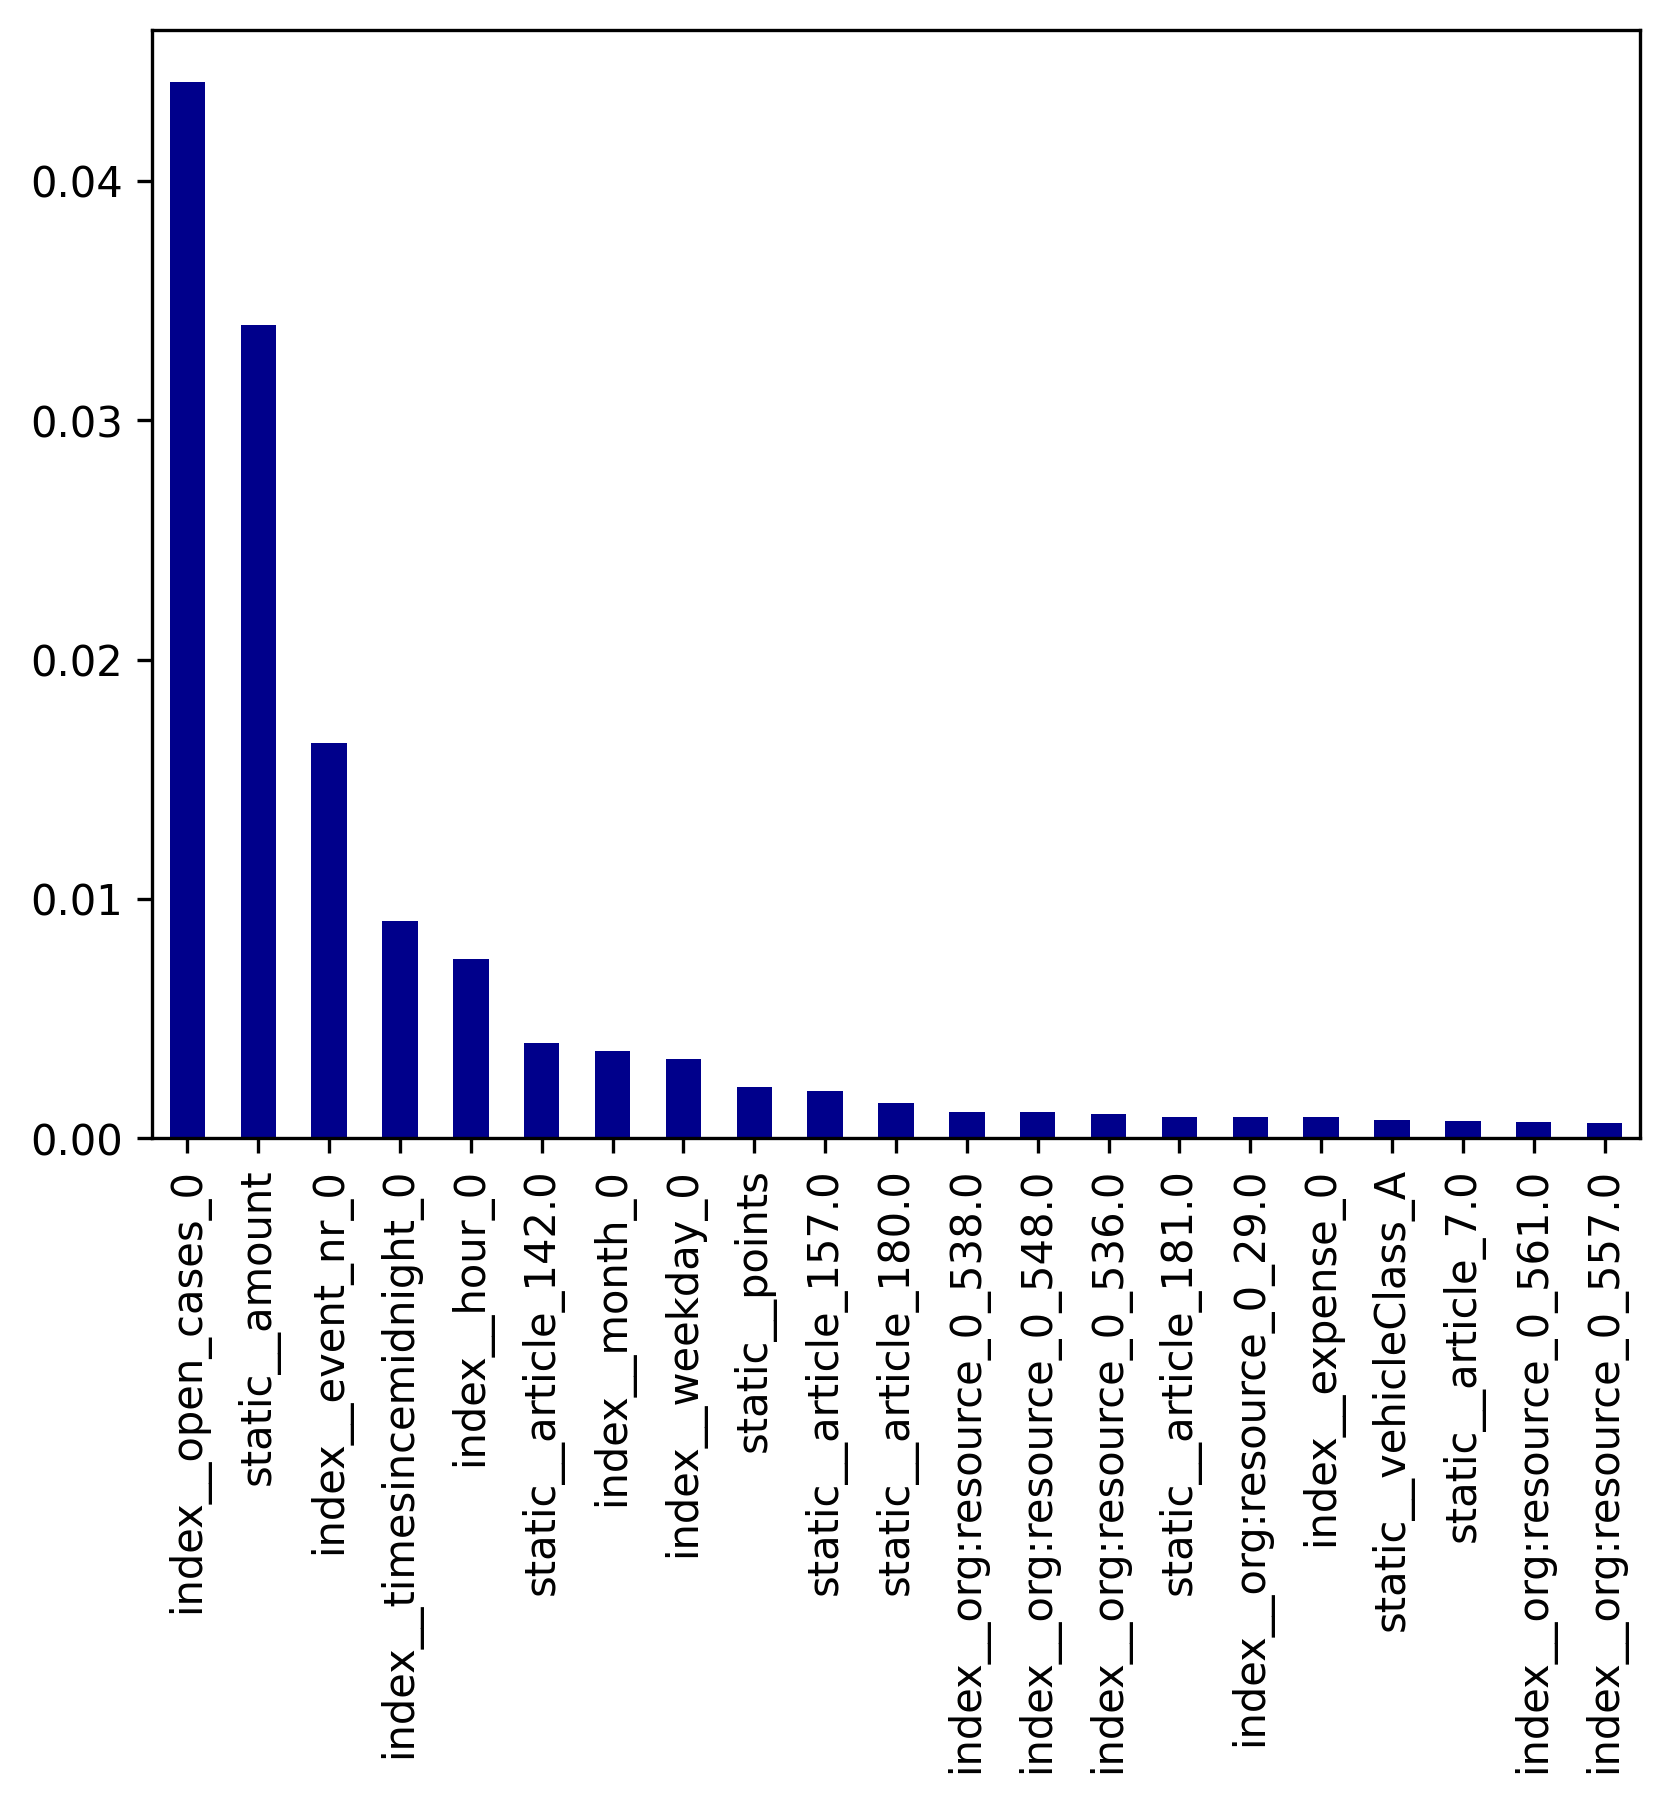 0.04
0.03
0.02
0.01
0.00
index__open_cases_0
static__amount
index__event_nr_0
index__timesincemidnight_0
index__hour_0
static__article_142.0
index__month_0
index__weekday_0
static__points
static__article_157.0
static__article_180.0
index__org:resource_0_538.0
index__org:resource_0_548.0
index__org:resource_0_536.0
static__article_181.0
index__org:resource_0_29.0
index__expense_0
static__vehicleClass_A
static__article_7.0
index__org:resource_0_561.0
index__org:resource_0_557.0